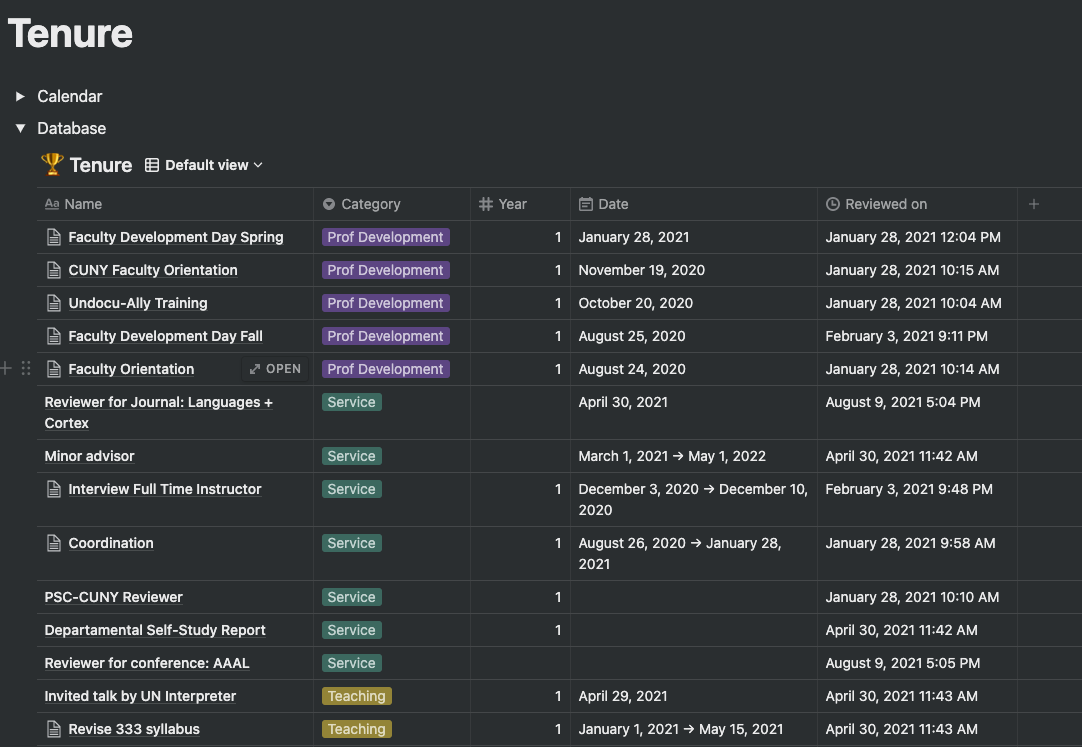 Tenure
Calendar
Database
🏆 Tenure Default view
Aa Name Category # Year Date Reviewed on +
Faculty Development Day Spring Prof Development 1 January 28, 2021 January 28, 2021 12:04 PM
CUNY Faculty Orientation Prof Development 1 November 19, 2020 January 28, 2021 10:15 AM
Undocu-Ally Training Prof Development 1 October 20, 2020 January 28, 2021 10:04 AM
Faculty Development Day Fall Prof Development 1 August 25, 2020 February 3, 2021 9:11 PM
Faculty Orientation OPEN Prof Development 1 August 24, 2020 January 28, 2021 10:14 AM
Reviewer for Journal: Languages + Service April 30, 2021 August 9, 2021 5:04 PM
Cortex
Minor advisor Service March 1, 2021 → May 1, 2022 April 30, 2021 11:42 AM
Interview Full Time Instructor Service 1 December 3, 2020 → December 10, February 3, 2021 9:48 PM
2020
Coordination Service 1 August 26, 2020 → January 28, January 28, 2021 9:58 AM
2021
PSC-CUNY Reviewer Service 1 January 28, 2021 10:10 AM
Departamental Self-Study Report Service 1 April 30, 2021 11:42 AM
Reviewer for conference: AAAL Service August 9, 2021 5:05 PM
Invited talk by UN Interpreter Teaching 1 April 29, 2021 April 30, 2021 11:43 AM
Revise 333 syllabus Teaching 1 January 1, 2021 → May 15, 2021 April 30, 2021 11:43 AM